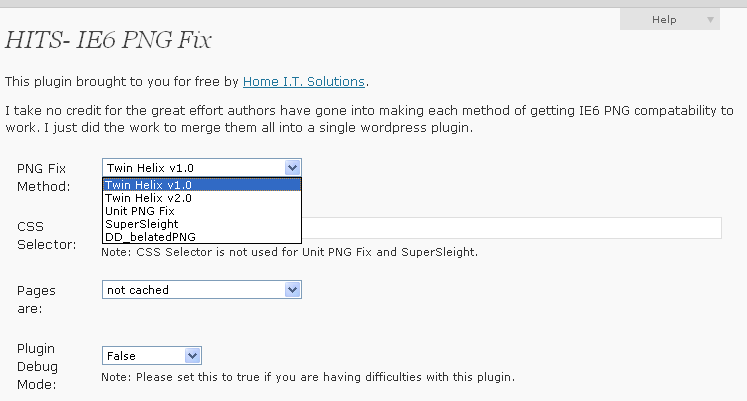 Help
HITS- IE6 PNG Fix
This plugin brought to you for free by Home I.T. Solutions.
I take no credit for the great effort authors have gone into making each method of getting IE6 PNG compatability to
work. I just did the work to merge them all into a single wordpress plugin.
PNG Fix
Method:
Twin Helix v1.0
Twin Helix v1.0
Twin Helix v2.0
Unit PNG Fix
SuperSleight
DD_belatedPNG
CSS
Selector:
Note: CSS Selector is not used for Unit PNG Fix and SuperSleight.
Pages
are:
not cached
Plugin
Debug
Mode:
False
Note: Please set this to true if you are having difficulties with this plugin.